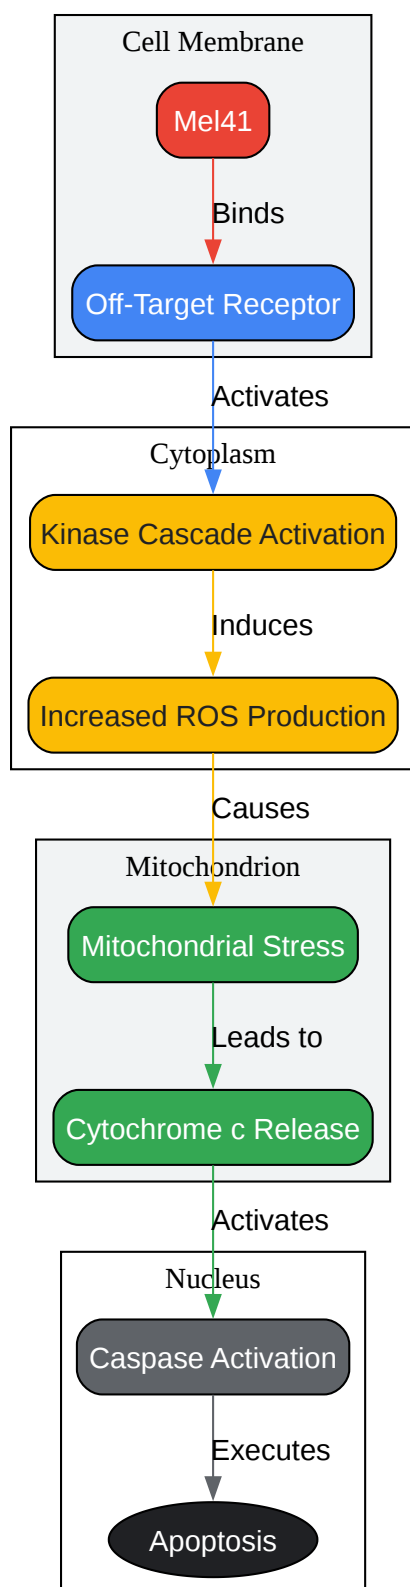 Cell Membrane
Mel41
Binds
Off-Target Receptor
Activates
Cytoplasm
Kinase Cascade Activation
Induces
Increased ROS Production
Causes
Mitochondrion
Mitochondrial Stress
Leads to
Cytochrome c Release
Activates
Nucleus
Caspase Activation
Executes
Apoptosis